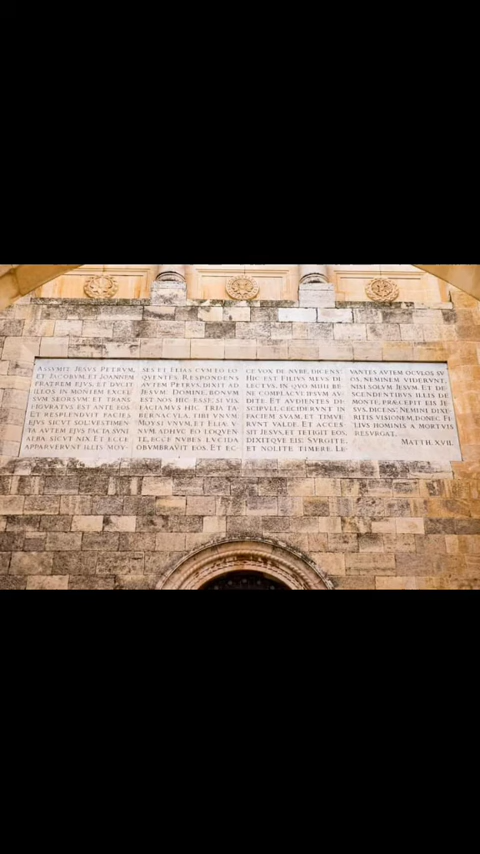 ASSVMIT JESUS PETRVM,
ET JACOBVM, ET JOANNEM
FRATREM EJVS, ET DVCIT
ILLOS IN MONTEM EXCEL
SVM SEORSVM: ET TRANS
FIGVRATVS EST ANTE EOS.
ET RESPLENDVIT FACIES
EJVS SICVT SOL: VESTIMEN
TA AVTEM EJVS FACTA SVNT
ALBA SICVT NIX. ET ECCE
APPARVERVNT ILLIS MOY-
SES ET ELIAS CVM EO LO
QVENTES. RESPONDENS
AVTEM PETRVS, DIXIT AD
JESVM: DOMINE, BONVM
EST NOS HIC ESSE: SI VIS,
FACIAMVS HIC TRIA TA
BERNACVLA, TIBI VNVM,
MOYSI VNVM, ET ELIÆ V
NVM. ADHVC EO LOQVEN
TE, ECCE NVBES LVCIDA
OBVMBRAVIT EOS. ET EC-
CE VOX DE NVBE, DICENS:
HIC EST FILIVS MEVS DI
LECTVS, IN QVO MIHI BE
NE COMPLACVI: IPSVM AV
DITE. ET AVDIENTES DI-
SCIPVLI, CECIDERVNT IN
FACIEM SVAM, ET TIMVE
RVNT VALDE. ET ACCES-
SIT JESVS, ET TETIGIT EOS,
DIXITQVE EIS: SVRGITE,
ET NOLITE TIMERE. LE-
VANTES AVTEM OCVLOS SV
OS, NEMINEM VIDERVNT,
NISI SOLVM JESVM. ET DE
SCENDENTIBVS ILLIS DE
MONTE, PRÆCEPIT EIS JE
SVS, DICENS: NEMINI DIXE
RITIS VISIONEM, DONEC FI
LIVS HOMINIS A MORTVIS
RESVRGAT.
MATTH. XVII.